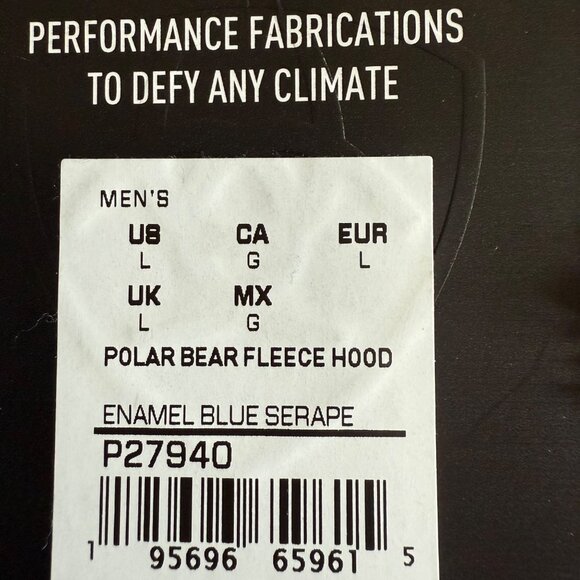 PERFORMANCE FABRICATIONS
TO DEFY ANY CLIMATE
MEN'S
US CA EUR
L G L
UK MX
L G
POLAR BEAR FLEECE HOOD
ENAMEL BLUE SERAPE
P27940
1 95696 65961 5